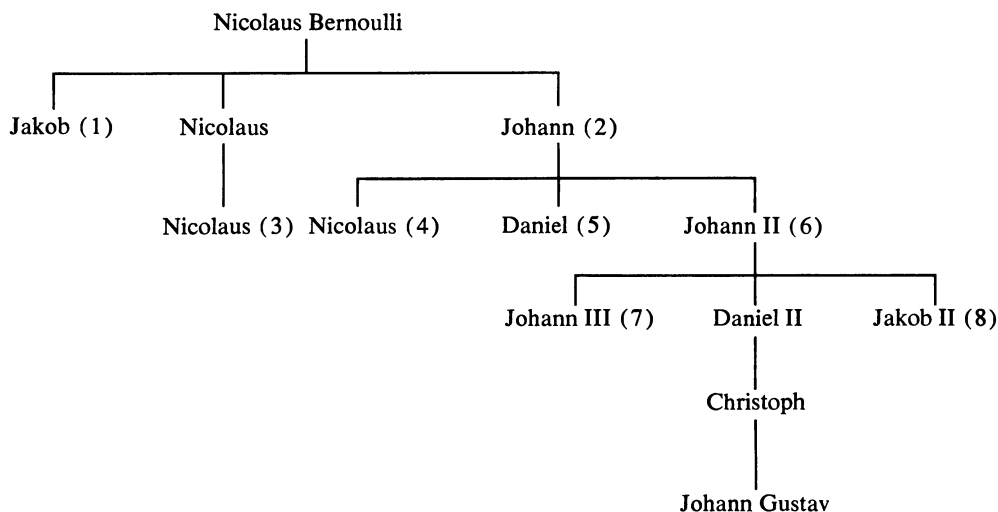 Nicolaus Bernoulli
Jakob (1) Nicolaus Johann (2)
Nicolaus (3) Nicolaus (4) Daniel (5) Johann II (6)
Johann III (7) Daniel II Jakob II (8)
Christoph
Johann Gustav